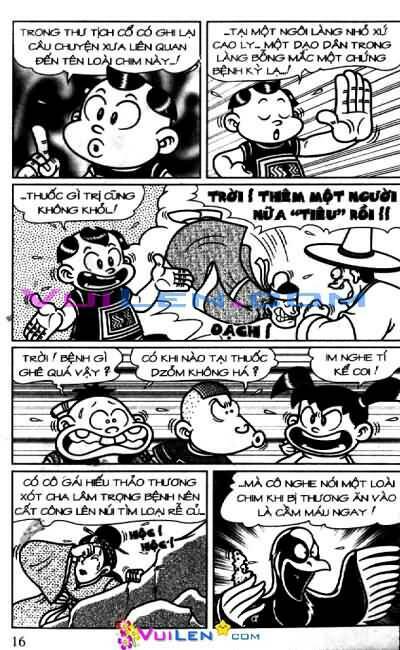 TRONG THƯ TỊCH CỔ CÓ GHI LẠI
CÂU CHUYỆN XƯA LIÊN QUAN
ĐẾN TÊN LOÀI CHIM NÀY...!
...TẠI MỘT NGÔI LÀNG NHỎ XỨ
CAO LY... MỘT DẠO DÂN TRONG
LÀNG BỖNG MẮC MỘT CHỨNG
BỆNH KỲ LẠ...!
...THUỐC GÌ TRỊ CŨNG
KHÔNG KHỎI..!
TRỜI! THÊM MỘT NGƯỜI
NỮA "TIÊU" RỒI!!
OẠCH!
VUILEN.COM
TRỜI! BỆNH GÌ
GHÊ QUÁ VẬY?
CÓ KHI NÀO TẠI THUỐC
DZỎM KHÔNG HÁ?
IM NGHE TÍ
KẾ COI!
CÓ CÔ GÁI HIẾU THẢO THƯƠNG
XÓT CHA LÂM TRỌNG BỆNH NÊN
CẤT CÔNG LÊN NÚI TÌM LOẠI RỄ CỦ...
HỘC!
HỘC!
...MÀ CÔ NGHE NÓI MỘT LOÀI
CHIM KHI BỊ THƯƠNG ĂN VÀO
LÀ CẦM MÁU NGAY!
16
VUILEN.COM